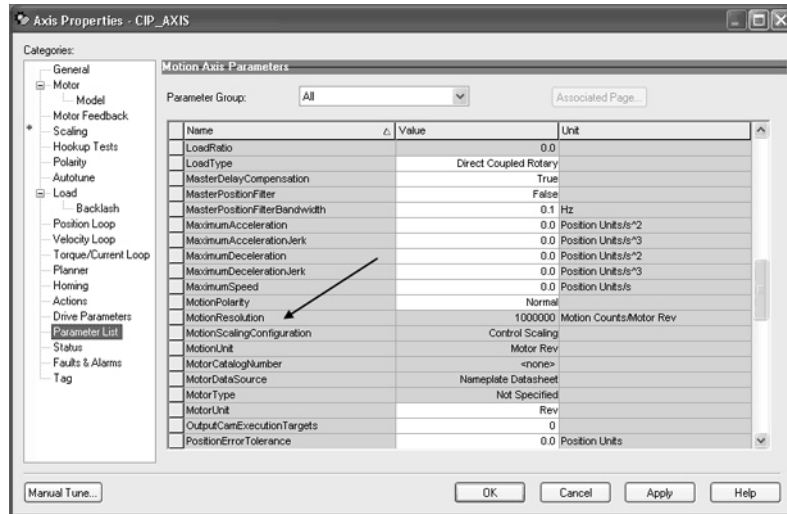 Axis Properties - CIP_AXIS
Categories:
General
Motor
Model
Motor Feedback
Scaling
Hookup Tests
Polarity
Autotune
Load
Backlash
Position Loop
Velocity Loop
Torque/Current Loop
Planner
Homing
Actions
Drive Parameters
Parameter List
Status
Faults & Alarms
Tag
Motion Axis Parameters
Parameter Group: All Associated Page...
Name Value Unit
LoadRatio 0.0
LoadType Direct Coupled Rotary
MasterDelayCompensation True
MasterPositionFilter False
MasterPositionFilterBandwidth 0.1 Hz
MaximumAcceleration 0.0 Position Units/s^2
MaximumAccelerationJerk 0.0 Position Units/s^3
MaximumDeceleration 0.0 Position Units/s^2
MaximumDecelerationJerk 0.0 Position Units/s^3
MaximumSpeed 0.0 Position Units/s
MotionPolarity Normal
MotionResolution 1000000 Motion Counts/Motor Rev
MotionScalingConfiguration Control Scaling
MotionUnit Motor Rev
MotorCatalogNumber <none>
MotorDataSource Nameplate Datasheet
MotorType Not Specified
MotorUnit Rev
OutputCamExecutionTargets 0
PositionErrorTolerance 0.0 Position Units
Manual Tune... OK Cancel Apply Help